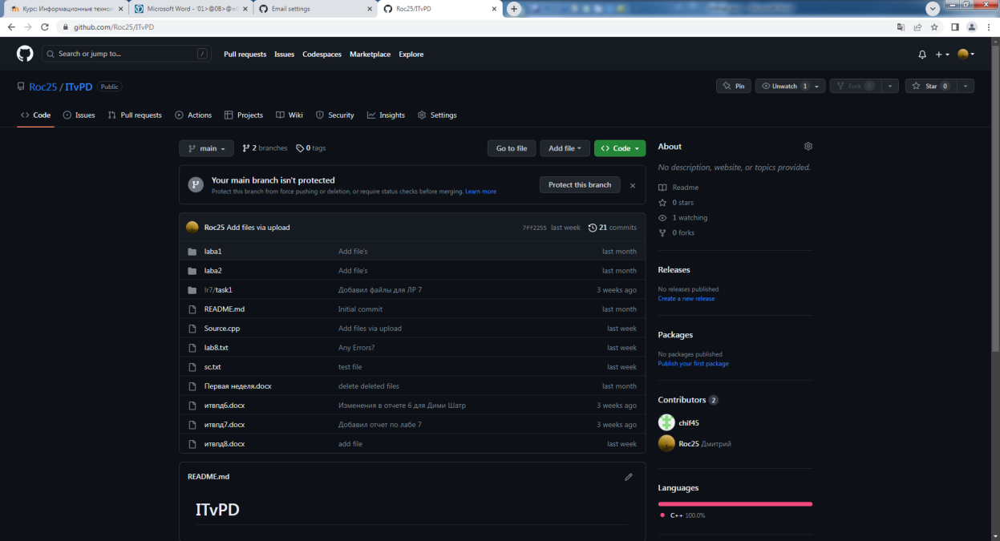 Курс: Информационные технол
Microsoft Word - `01>@0B>@=
Email settings
Roc25/ITvPD
github.com/Roc25/ITvPD
Search or jump to... /
Pull requests Issues Codespaces Marketplace Explore
Roc25 / ITvPD Public
Pin Unwatch 1 Fork 0 Star 0
Code Issues Pull requests Actions Projects Wiki Security Insights Settings
main 2 branches 0 tags Go to file Add file Code
Your main branch isn't protected
Protect this branch from force pushing or deletion, or require status checks before merging. Learn more
Protect this branch
Roc25 Add files via upload 7ff2255 last week 21 commits
laba1 Add file's last month
laba2 Add file's last month
lr7/task1 Добавил файлы для ЛР 7 3 weeks ago
README.md Initial commit last month
Source.cpp Add files via upload last week
lab8.txt Any Errors? last week
sc.txt test file last week
Первая неделя.docx delete deleted files last month
итвпд6.docx Изменения в отчете 6 для Дими Шатр 3 weeks ago
итвпд7.docx Добавил отчет по лабе 7 3 weeks ago
итвпд8.docx add file last week
README.md
ITvPD
About
No description, website, or topics provided.
Readme
0 stars
1 watching
0 forks
Releases
No releases published
Create a new release
Packages
No packages published
Publish your first package
Contributors 2
chif45
Roc25 Дмитрий
Languages
C++ 100.0%